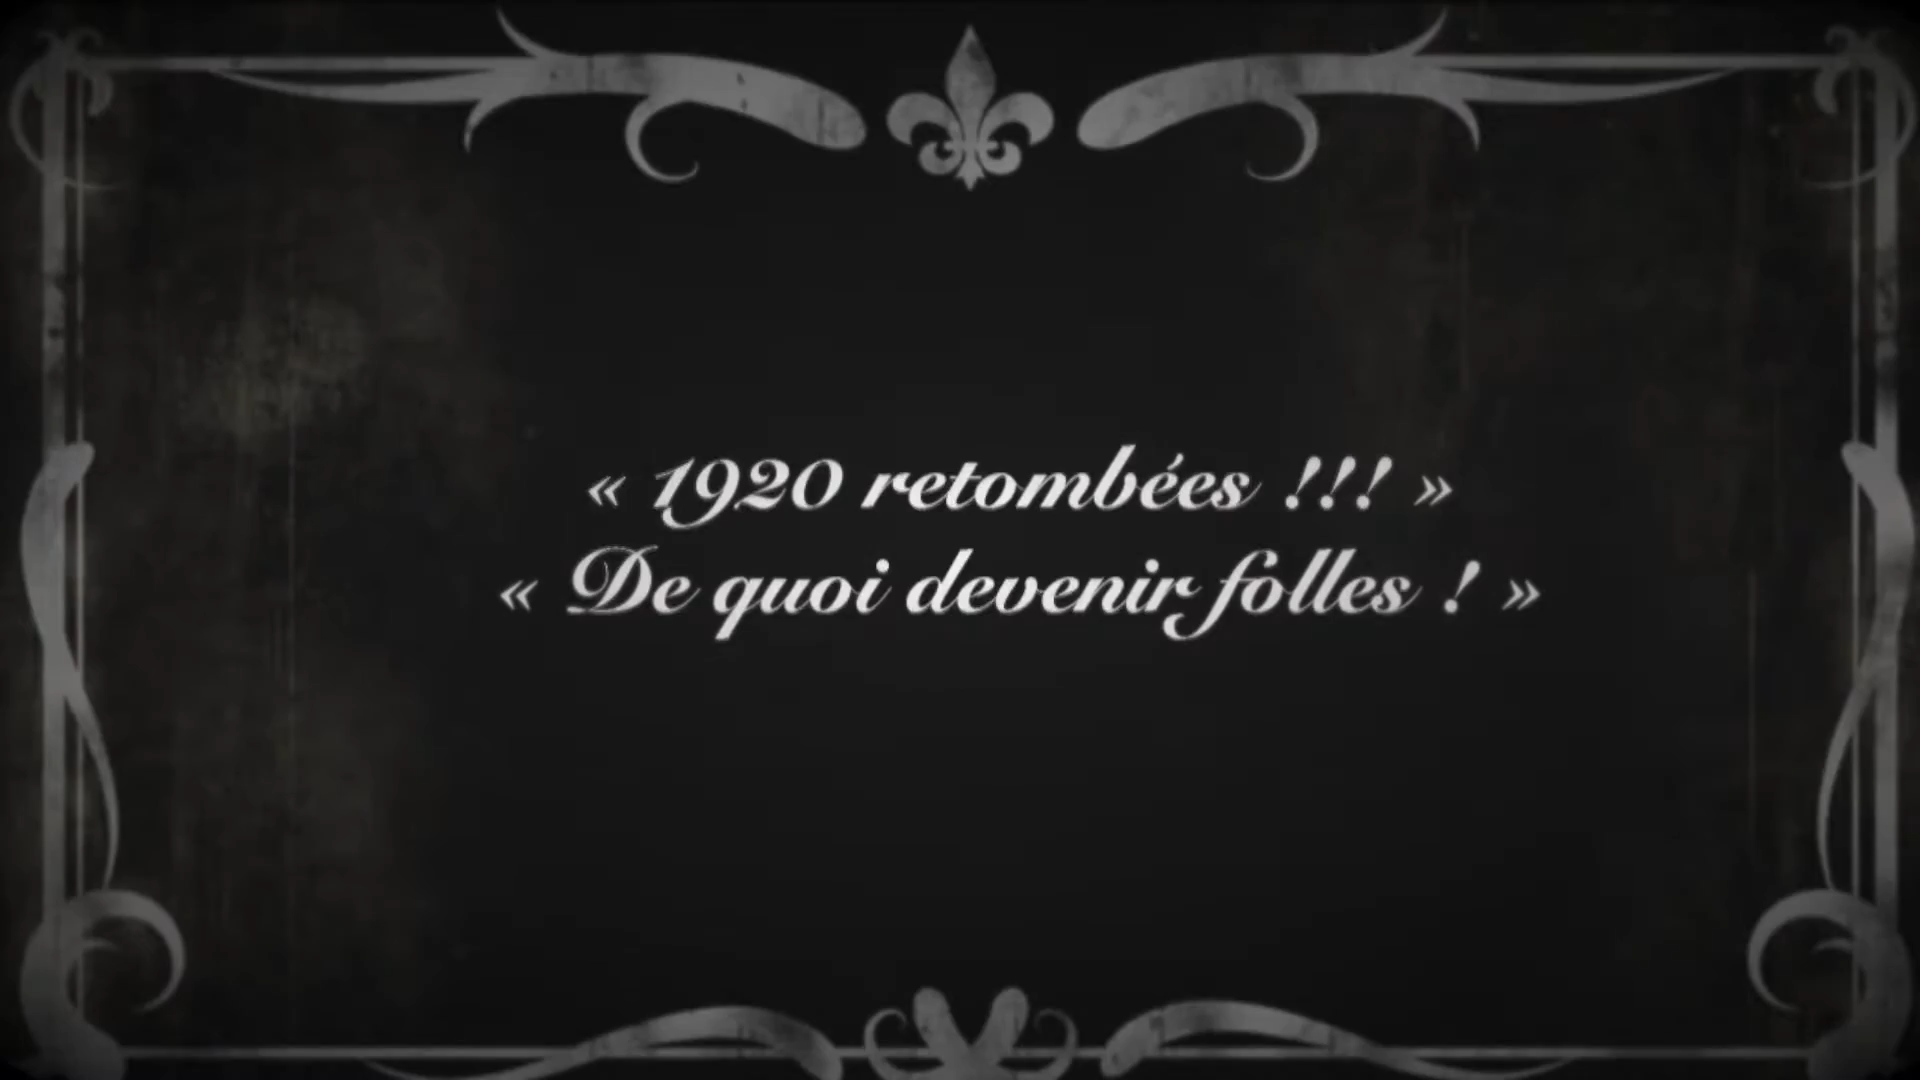 « 1920 retombées !!! »
« De quoi devenir folles ! »